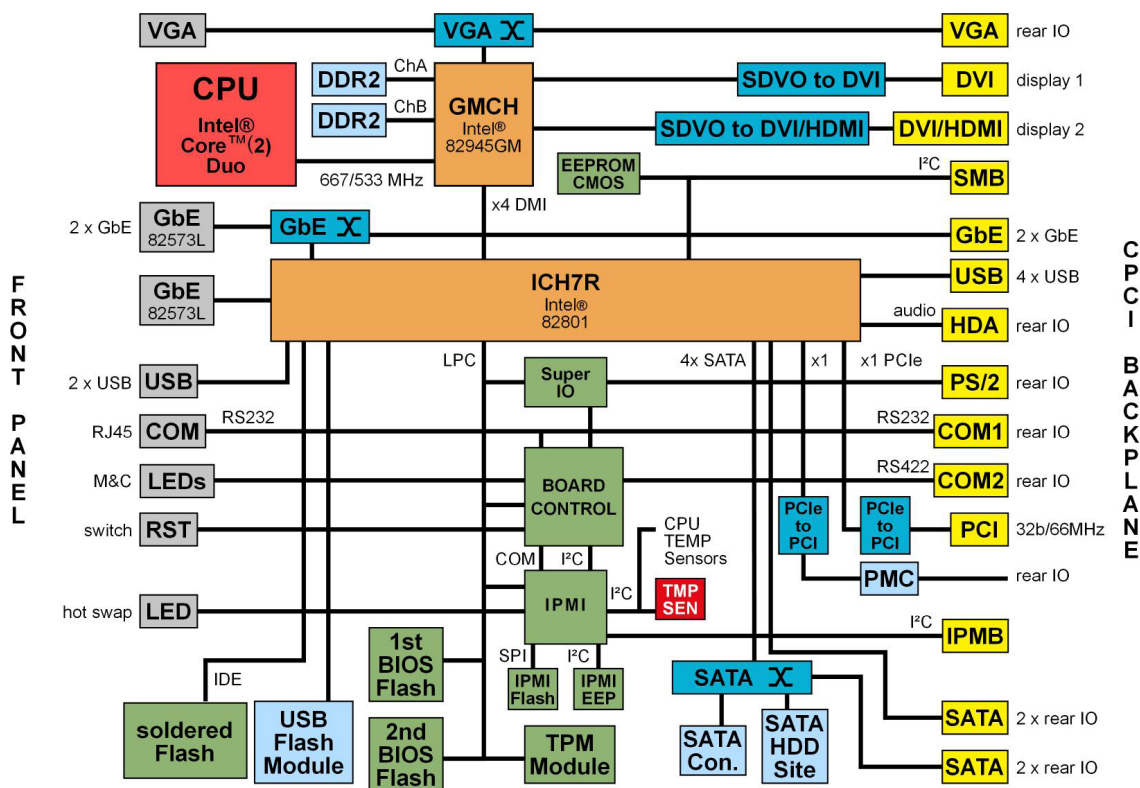 VGA
VGA
VGA
rear IO
CPU
Intel®
Core™(2)
Duo
DDR2
ChA
DDR2
ChB
GMCH
Intel®
82945GM
SDVO to DVI
DVI
display 1
SDVO to DVI/HDMI
DVI/HDMI
display 2
667/533 MHz
x4 DMI
EEPROM
CMOS
I²C
SMB
2 x GbE
GbE
82573L
GbE
GbE
2 x GbE
GbE
82573L
ICH7R
Intel®
82801
USB
4 x USB
audio
HDA
rear IO
FRONT PANEL
CPCI BACKPLANE
LPC
4x SATA
x1
x1 PCIe
2 x USB
USB
Super
IO
PS/2
rear IO
RJ45
COM
RS232
RS232
COM1
rear IO
M&C
LEDs
BOARD
CONTROL
RS422
COM2
rear IO
switch
RST
CPU
TEMP
Sensors
PCIe
to
PCI
PCIe
to
PCI
PCI
32b/66MHz
COM
I²C
PMC
rear IO
hot swap
LED
IPMI
I²C
TMP
SEN
I²C
IPMB
1st
BIOS
Flash
SPI
I²C
IPMI
Flash
IPMI
EEP
SATA
IDE
soldered
Flash
USB
Flash
Module
2nd
BIOS
Flash
TPM
Module
SATA
Con.
SATA
HDD
Site
SATA
2 x rear IO
SATA
2 x rear IO